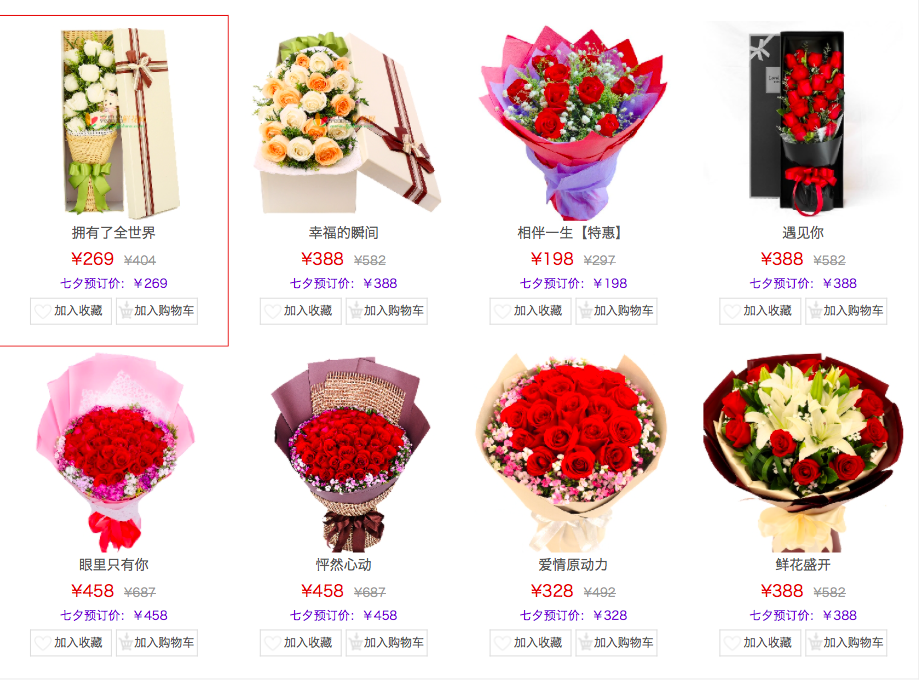 拥有了全世界
¥269 ¥404
七夕预订价：¥269
加入收藏 加入购物车
幸福的瞬间
¥388 ¥582
七夕预订价：¥388
加入收藏 加入购物车
相伴一生【特惠】
¥198 ¥297
七夕预订价：¥198
加入收藏 加入购物车
遇见你
¥388 ¥582
七夕预订价：¥388
加入收藏 加入购物车
眼里只有你
¥458 ¥687
七夕预订价：¥458
加入收藏 加入购物车
怦然心动
¥458 ¥687
七夕预订价：¥458
加入收藏 加入购物车
爱情原动力
¥328 ¥492
七夕预订价：¥328
加入收藏 加入购物车
鲜花盛开
¥388 ¥582
七夕预订价：¥388
加入收藏 加入购物车